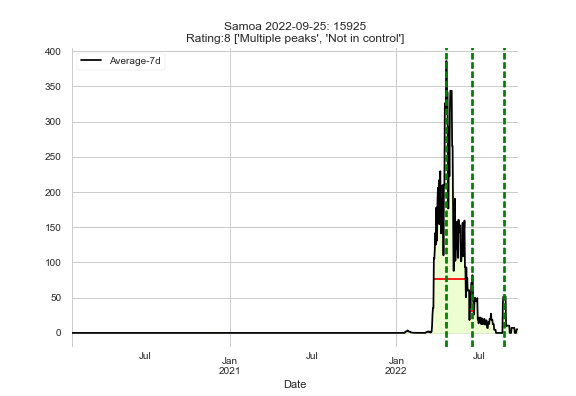 Samoa 2022-09-25: 15925
Rating:8 ['Multiple peaks', 'Not in control']
Average-7d
400
350
300
250
200
150
100
50
0
Jul
Jan
2021
Jul
Jan
2022
Jul
Date